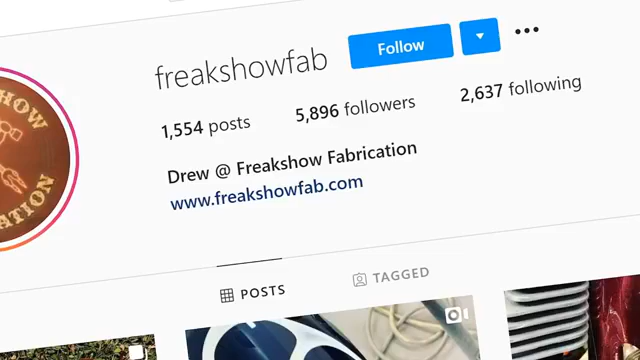 freakshowfab Follow
1,554 posts 5,896 followers 2,637 following
Drew @ Freakshow Fabrication
www.freakshowfab.com
POSTS TAGGED